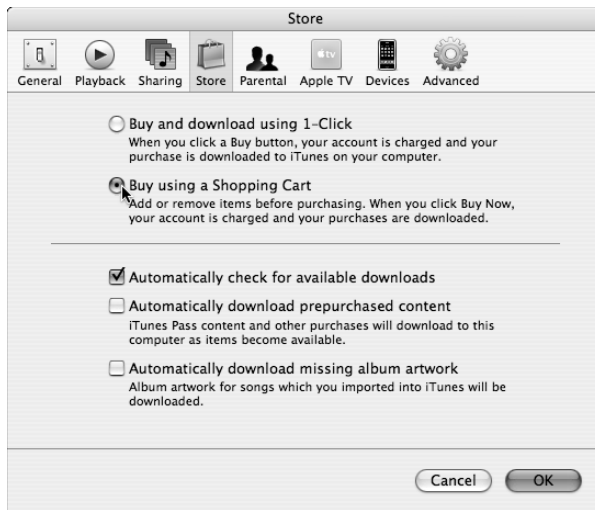 Store
General Playback Sharing Store Parental Apple TV Devices Advanced
Buy and download using 1-Click
When you click a Buy button, your account is charged and your
purchase is downloaded to iTunes on your computer.
Buy using a Shopping Cart
Add or remove items before purchasing. When you click Buy Now,
your account is charged and your purchases are downloaded.
Automatically check for available downloads
Automatically download prepurchased content
iTunes Pass content and other purchases will download to this
computer as items become available.
Automatically download missing album artwork
Album artwork for songs which you imported into iTunes will be
downloaded.
Cancel OK